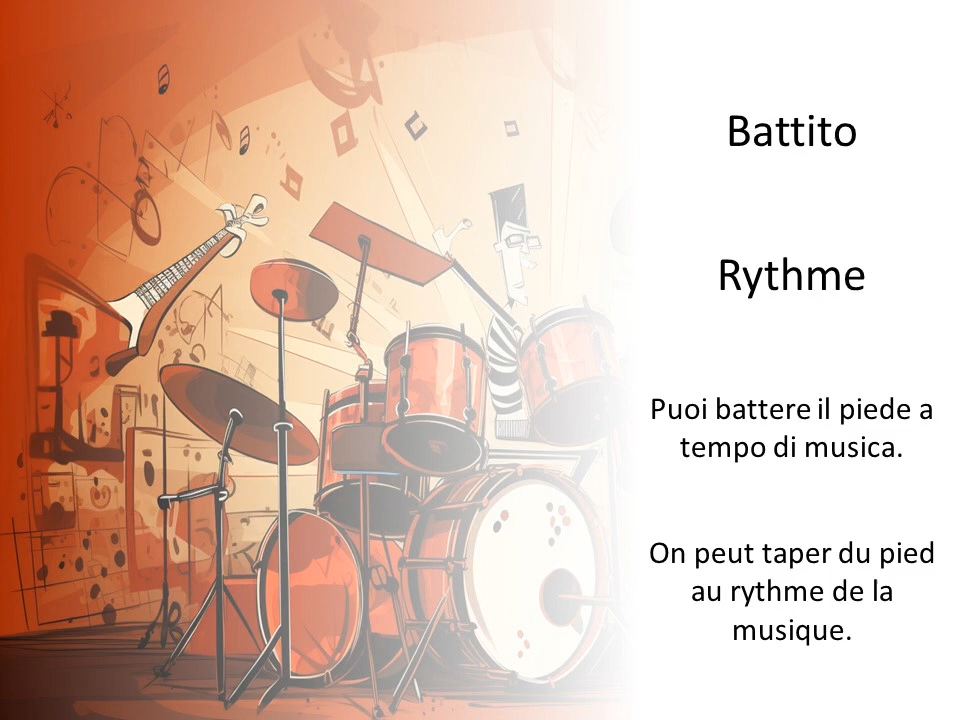 Battito
Rythme
Puoi battere il piede a
tempo di musica.
On peut taper du pied
au rythme de la
musique.